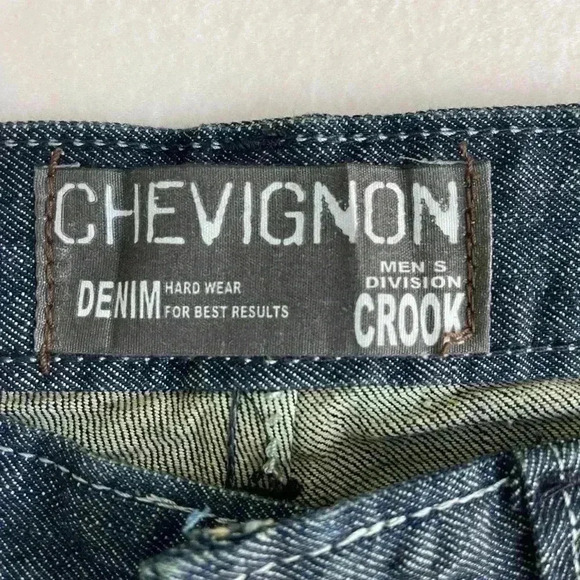 CHEVIGNON
DENIM HARD WEAR
FOR BEST RESULTS
MEN S
DIVISION
CROOK